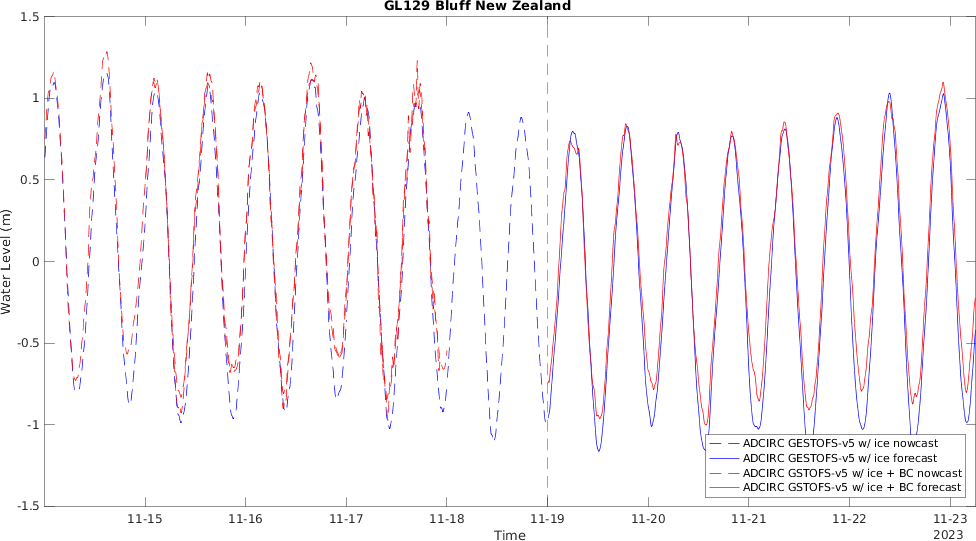 GL129 Bluff New Zealand
Water Level (m)
1.5
1
0.5
0
-0.5
-1
-1.5
ADCIRC GESTOFS-v5 w/ ice nowcast
ADCIRC GESTOFS-v5 w/ ice forecast
ADCIRC GSTOFS-v5 w/ ice + BC nowcast
ADCIRC GSTOFS-v5 w/ ice + BC forecast
11-15 11-16 11-17 11-18 11-19 11-20 11-21 11-22 11-23
2023
Time